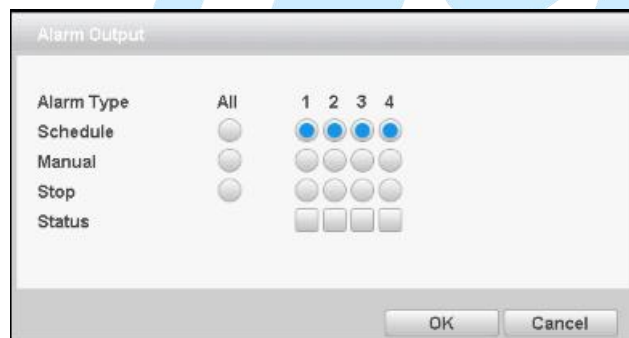 Alarm Output
Alarm Type All 1 2 3 4
Schedule
Manual
Stop
Status
OK Cancel